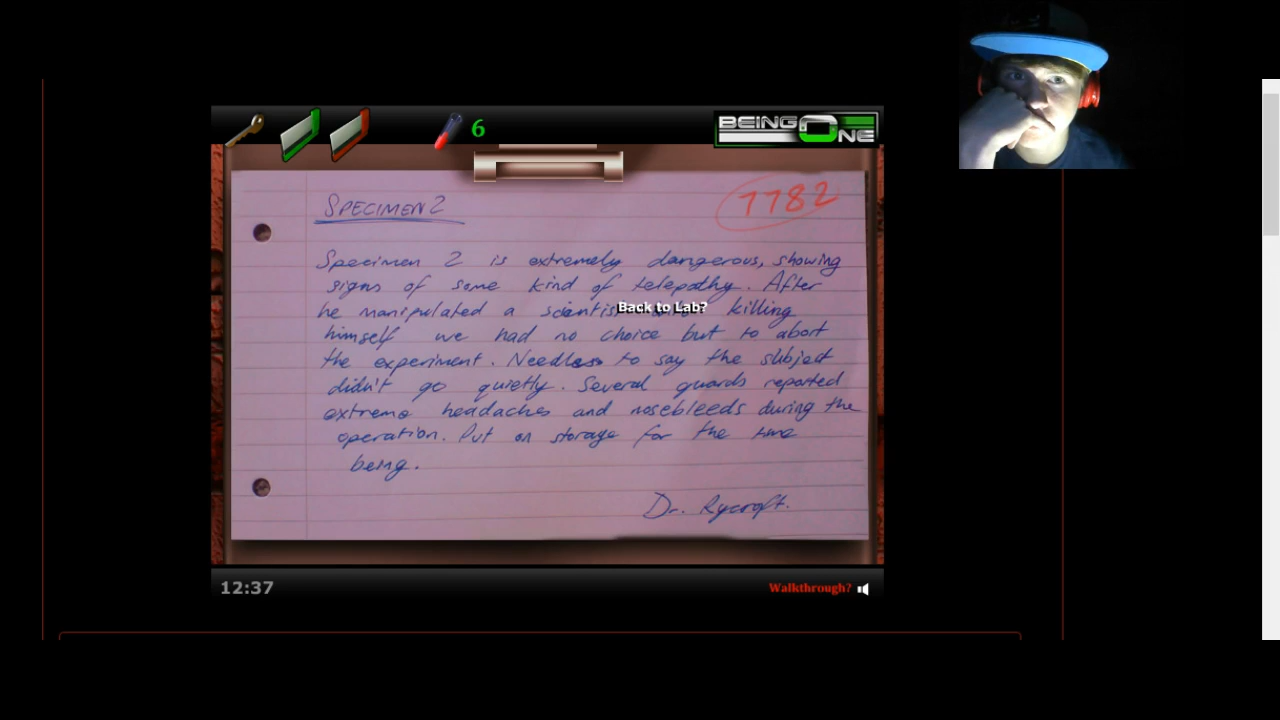 6
BEING ONE
SPECIMEN 2
7782
Specimen 2 is extremely dangerous, showing
signs of some kind of telepathy. After
he manipulated a scientist killing
Back to Lab?
himself we had no choice but to abort
the experiment. Needless to say the subject
didn't go quietly. Several guards reported
extreme headaches and nosebleeds during the
operation. Put on storage for the time
being.
Dr. Rycroft.
12:37
Walkthrough?